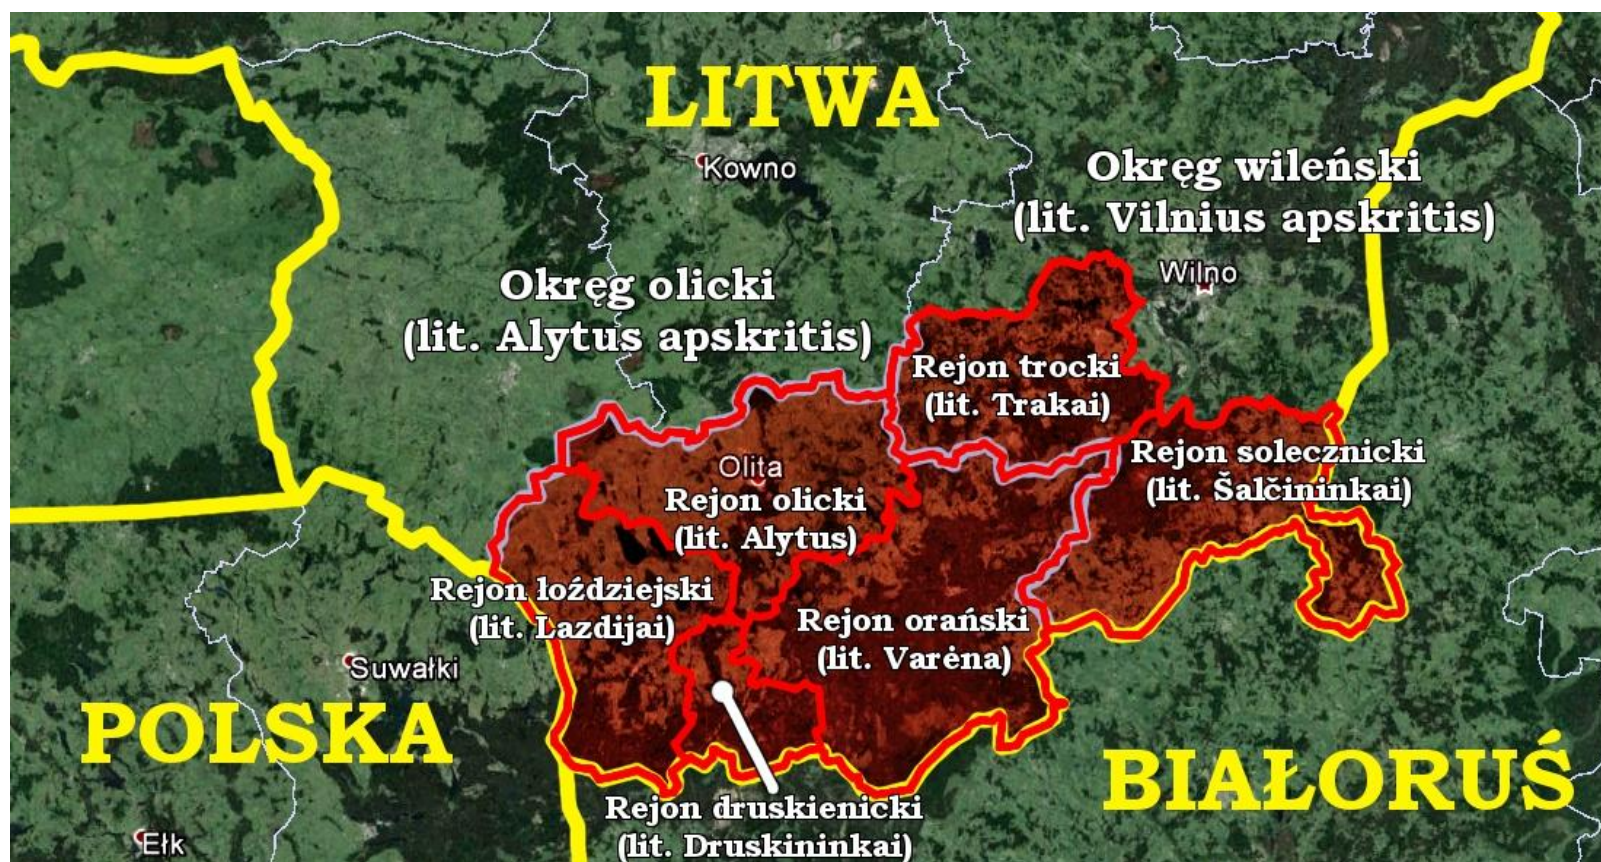 LITWA
Kowno
Okręg wileński
(lit. Vilnius apskritis)
Wilno
Okręg olicki
(lit. Alytus apskritis)
Rejon trocki
(lit. Trakai)
Rejon solecznicki
(lit. Šalčininkai)
Olita
Rejon olicki
(lit. Alytus)
Rejon łoździejski
(lit. Lazdijai)
Rejon orański
(lit. Varėna)
Suwałki
POLSKA
BIAŁORUŚ
Rejon druskienicki
(lit. Druskininkai)
Ełk